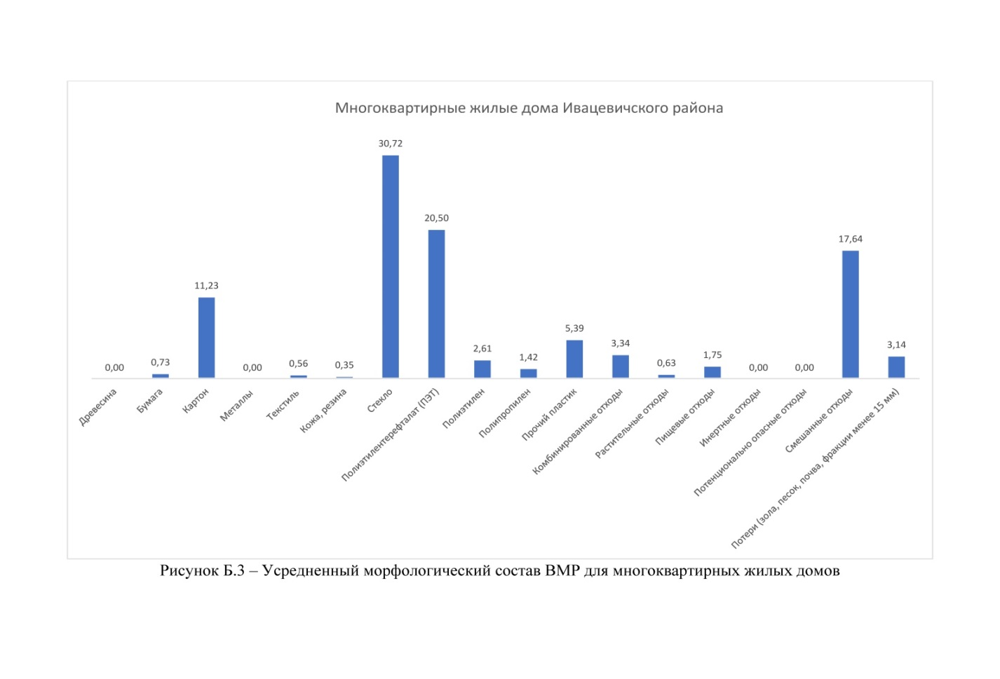 Многоквартирные жилые дома Ивацевичского района
30,72
20,50
17,64
11,23
5,39
3,34
3,14
2,61
1,75
1,42
0,00
0,73
0,00
0,56
0,35
0,63
0,00
0,00
Древесина
Бумага
Картон
Металлы
Текстиль
Кожа, резина
Стекло
Полиэтилентерефталат (ПЭТ)
Полиэтилен
Полипропилен
Прочий пластик
Комбинированные отходы
Растительные отходы
Пищевые отходы
Инертные отходы
Потенционально опасные отходы
Смешанные отходы
Потери (зола, песок, почва, фракции менее 15 мм)
Рисунок Б.3 – Усредненный морфологический состав ВМР для многоквартирных жилых домов